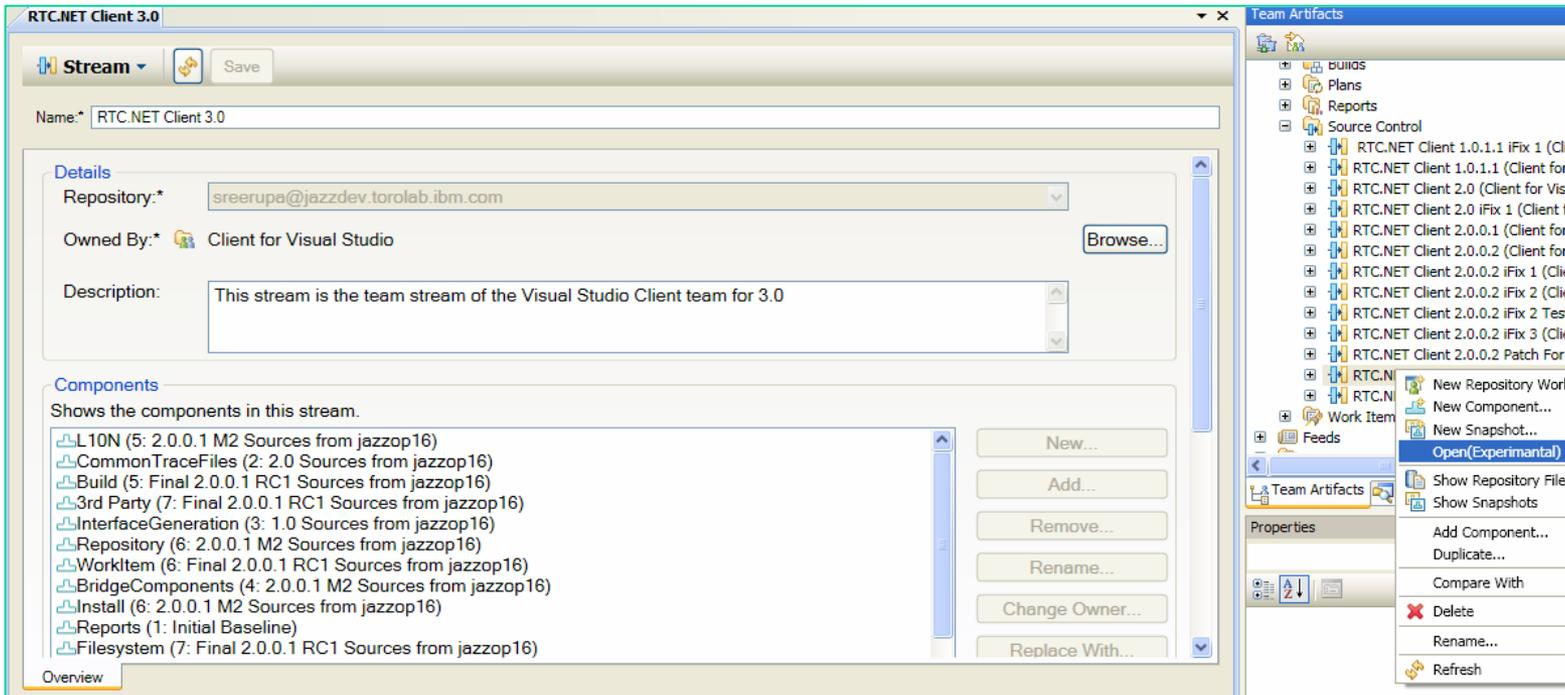 RTC.NET Client 3.0
Stream
Save
Name:* RTC.NET Client 3.0
Details
Repository:* sreerupa@jazzdev.torolab.ibm.com
Owned By:* Client for Visual Studio Browse...
Description: This stream is the team stream of the Visual Studio Client team for 3.0
Components
Shows the components in this stream.
L10N (5: 2.0.0.1 M2 Sources from jazzop16)
CommonTraceFiles (2: 2.0 Sources from jazzop16)
Build (5: Final 2.0.0.1 RC1 Sources from jazzop16)
3rd Party (7: Final 2.0.0.1 RC1 Sources from jazzop16)
InterfaceGeneration (3: 1.0 Sources from jazzop16)
Repository (6: 2.0.0.1 M2 Sources from jazzop16)
WorkItem (6: Final 2.0.0.1 RC1 Sources from jazzop16)
BridgeComponents (4: 2.0.0.1 M2 Sources from jazzop16)
Install (6: 2.0.0.1 M2 Sources from jazzop16)
Reports (1: Initial Baseline)
Filesystem (7: Final 2.0.0.1 RC1 Sources from jazzop16)
New...
Add...
Remove...
Rename...
Change Owner...
Replace With...
Overview
Team Artifacts
Builds
Plans
Reports
Source Control
RTC.NET Client 1.0.1.1 iFix 1 (Cli
RTC.NET Client 1.0.1.1 (Client for
RTC.NET Client 2.0 (Client for Vis
RTC.NET Client 2.0 iFix 1 (Client f
RTC.NET Client 2.0.0.1 (Client for
RTC.NET Client 2.0.0.2 (Client for
RTC.NET Client 2.0.0.2 iFix 1 (Clie
RTC.NET Client 2.0.0.2 iFix 2 (Clie
RTC.NET Client 2.0.0.2 iFix 2 Tes
RTC.NET Client 2.0.0.2 iFix 3 (Clie
RTC.NET Client 2.0.0.2 Patch For
RTC.N
RTC.N
Work Item
Feeds
New Repository Work
New Component...
New Snapshot...
Open(Experimantal)
Show Repository File
Show Snapshots
Add Component...
Duplicate...
Compare With
Delete
Rename...
Refresh
Team Artifacts
Properties